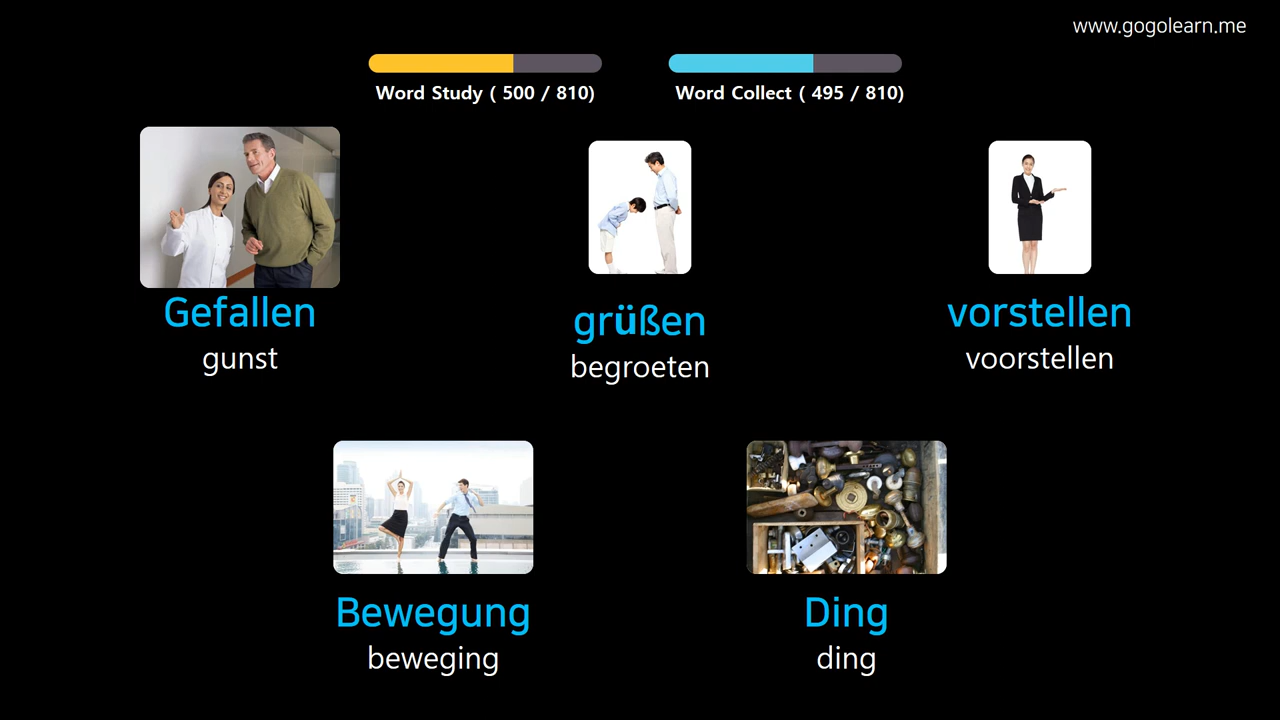 www.gogolearn.me
Word Study ( 500 / 810)
Word Collect ( 495 / 810)
Gefallen
gunst
grüßen
begroeten
vorstellen
voorstellen
Bewegung
beweging
Ding
ding